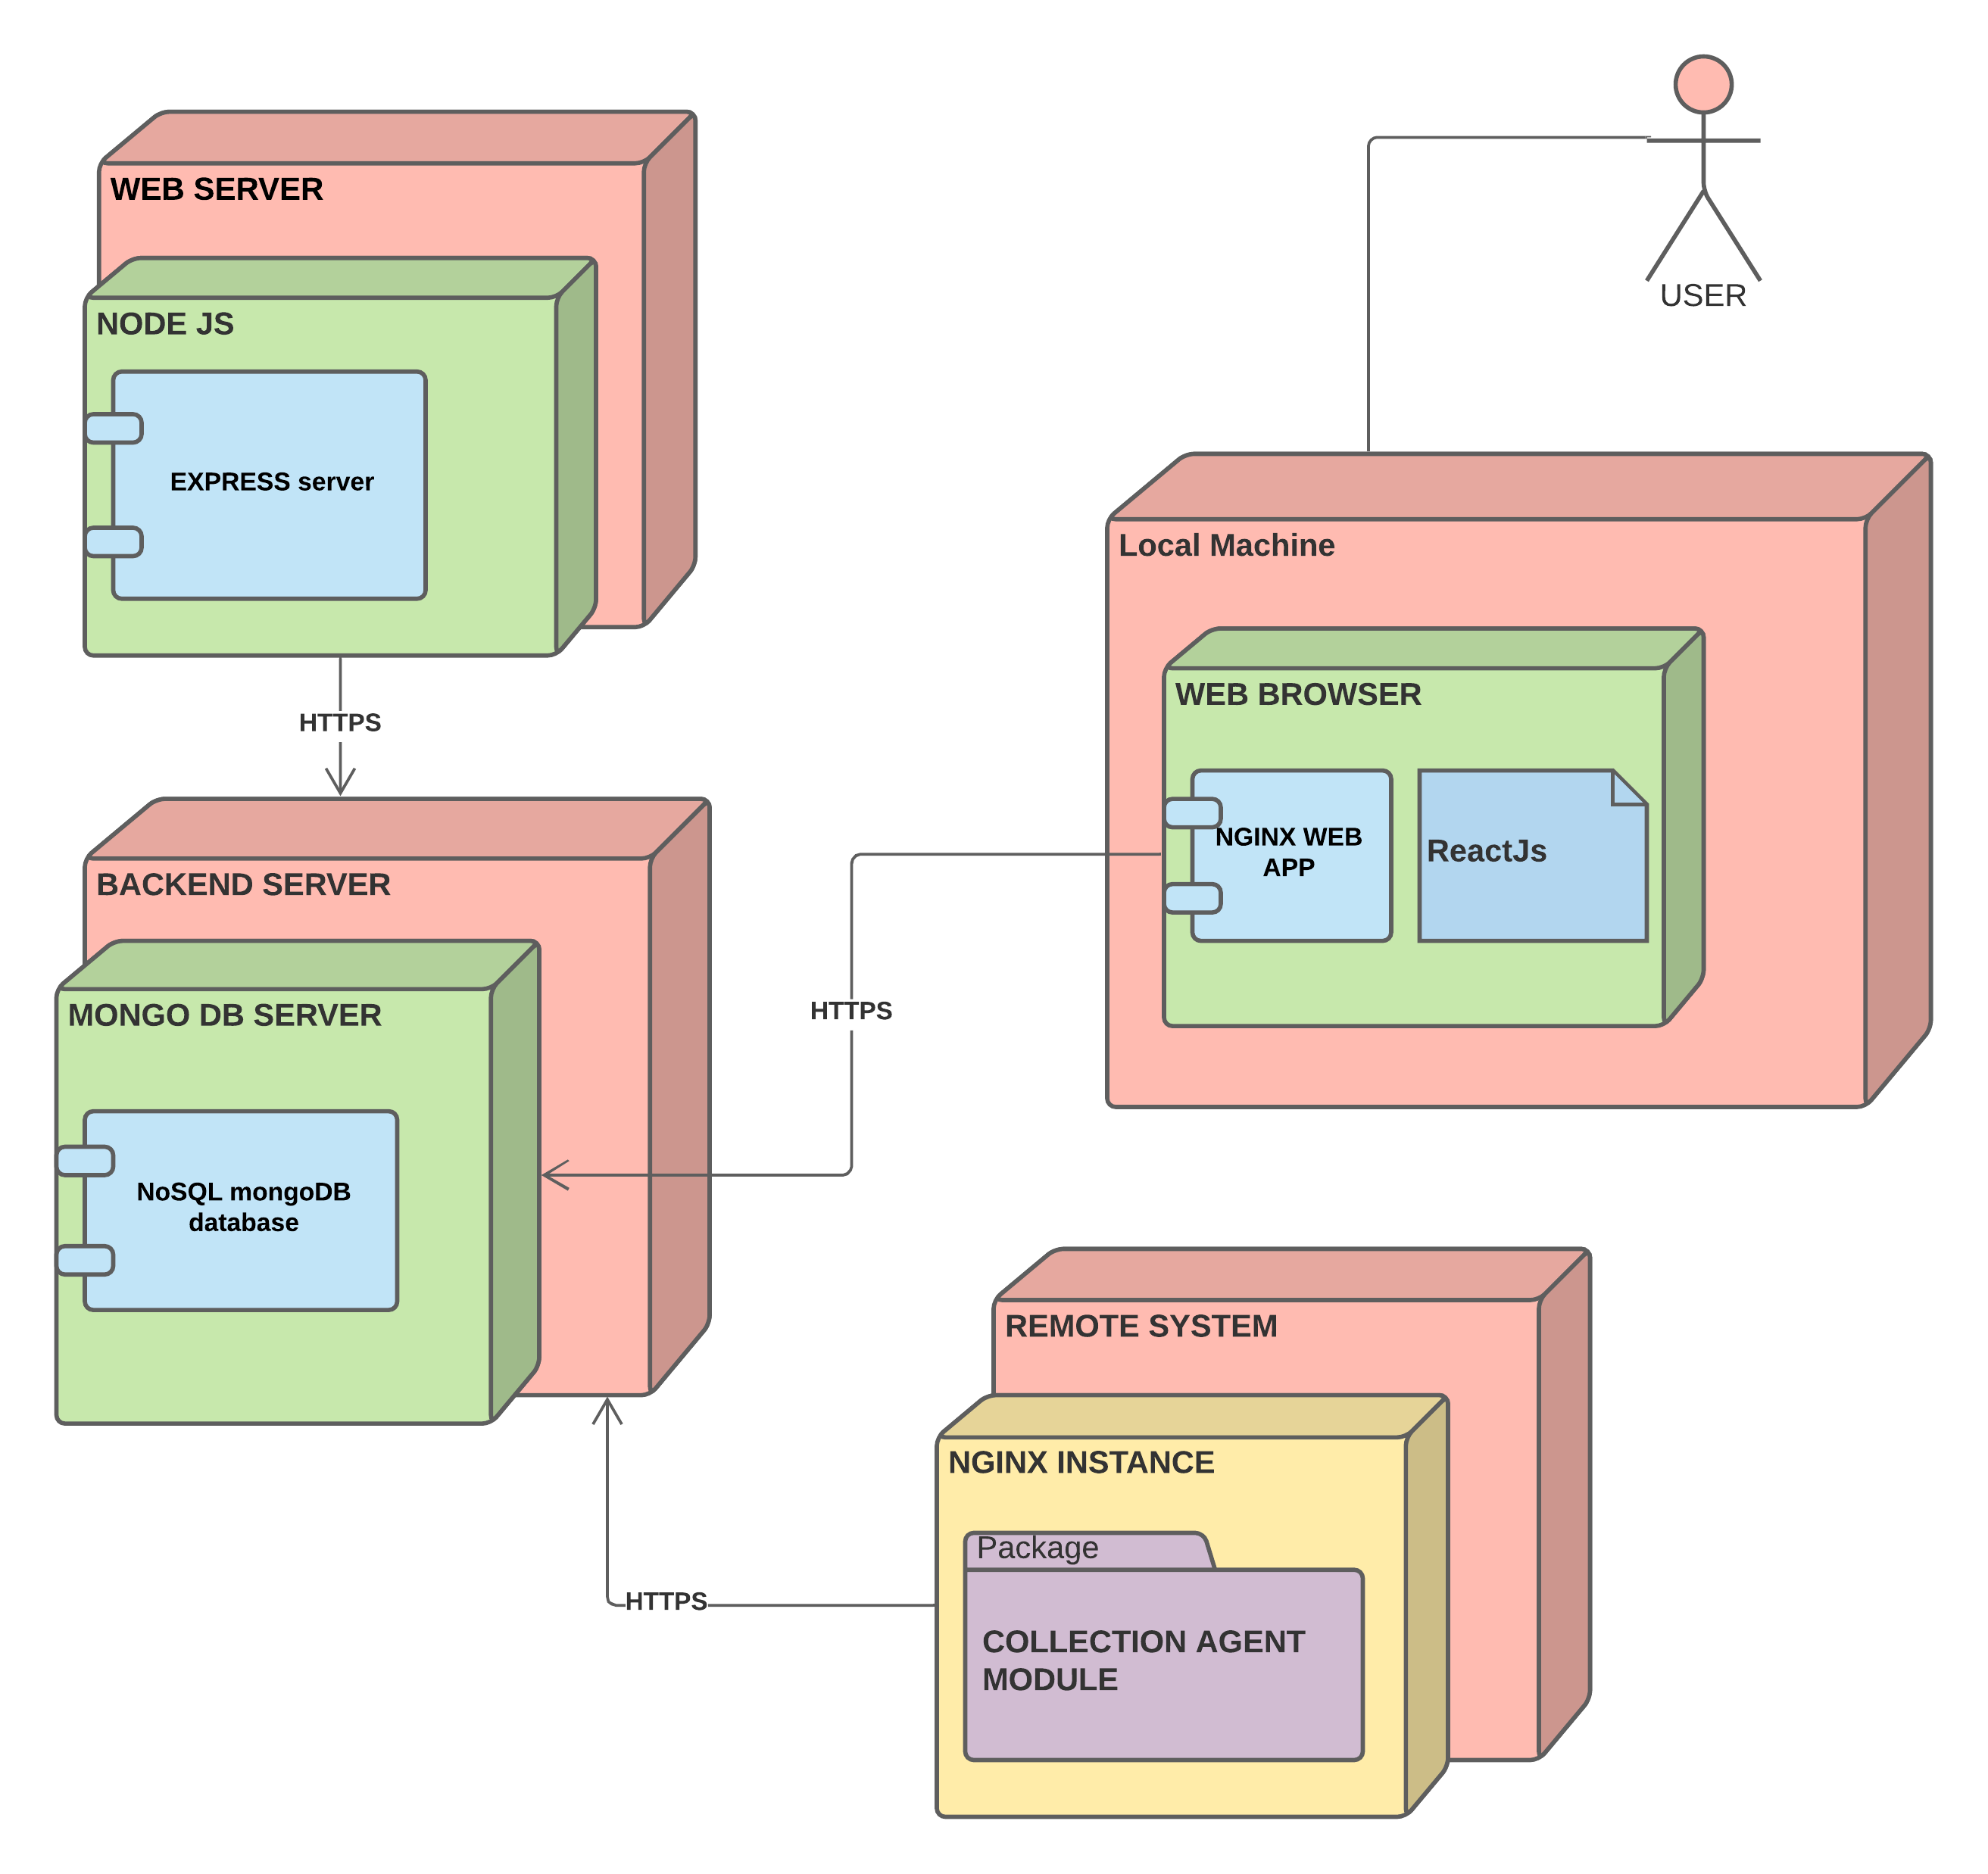 USER
WEB SERVER
NODE JS
EXPRESS server
HTTPS
Local Machine
WEB BROWSER
NGINX WEB
APP
ReactJs
BACKEND SERVER
MONGO DB SERVER
NoSQL mongoDB
database
HTTPS
REMOTE SYSTEM
NGINX INSTANCE
Package
COLLECTION AGENT
MODULE
HTTPS